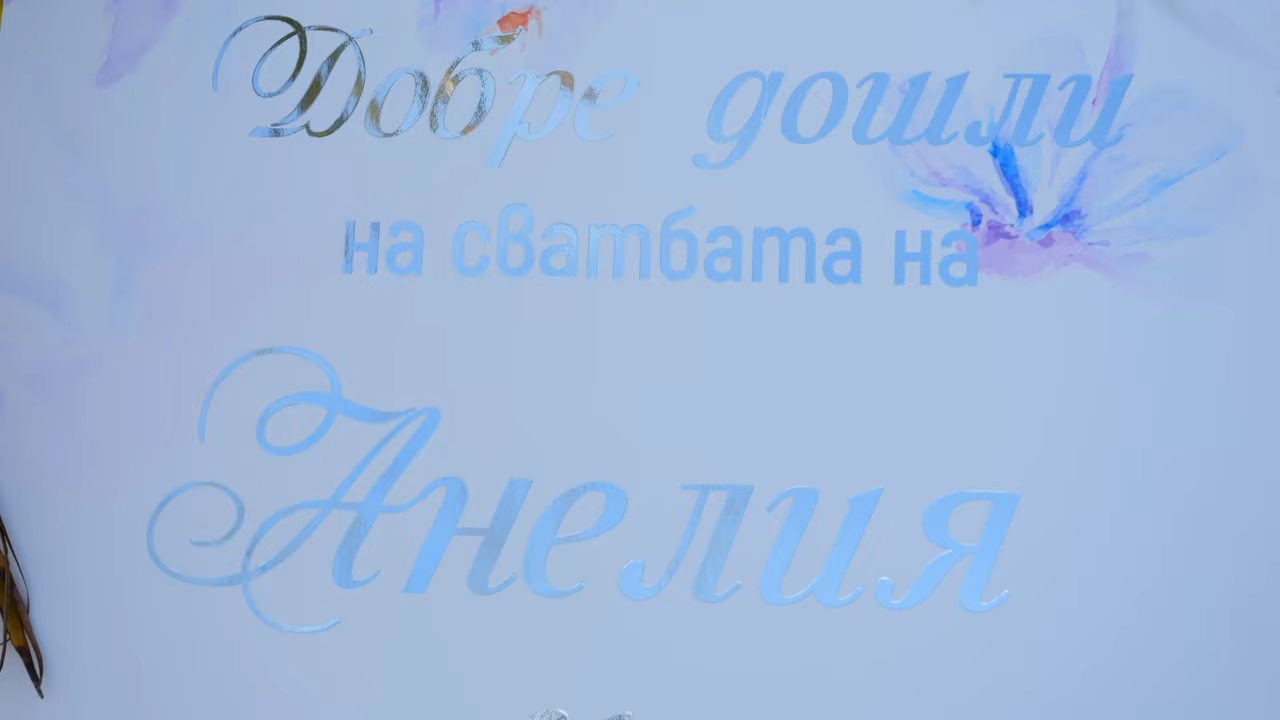 Добре дошли
на сватбата на
Анелия